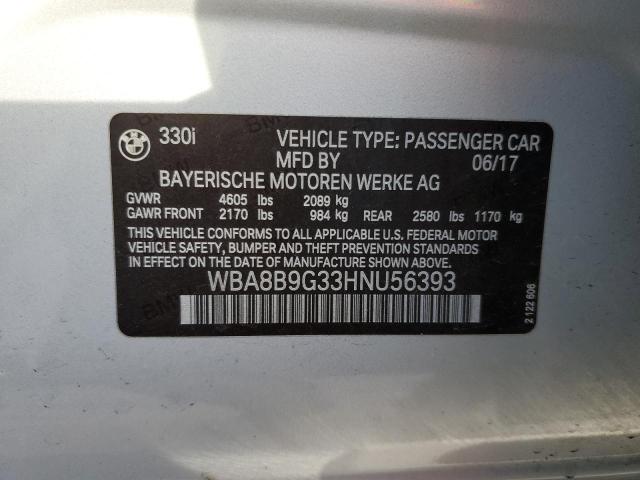 330i VEHICLE TYPE: PASSENGER CAR
MFD BY 06/17
BAYERISCHE MOTOREN WERKE AG
GVWR 4605 lbs 2089 kg
GAWR FRONT 2170 lbs 984 kg REAR 2580 lbs 1170 kg
THIS VEHICLE CONFORMS TO ALL APPLICABLE U.S. FEDERAL MOTOR
VEHICLE SAFETY, BUMPER AND THEFT PREVENTION STANDARDS
IN EFFECT ON THE DATE OF MANUFACTURE SHOWN ABOVE.
WBA8B9G33HNU56393
2 122 606